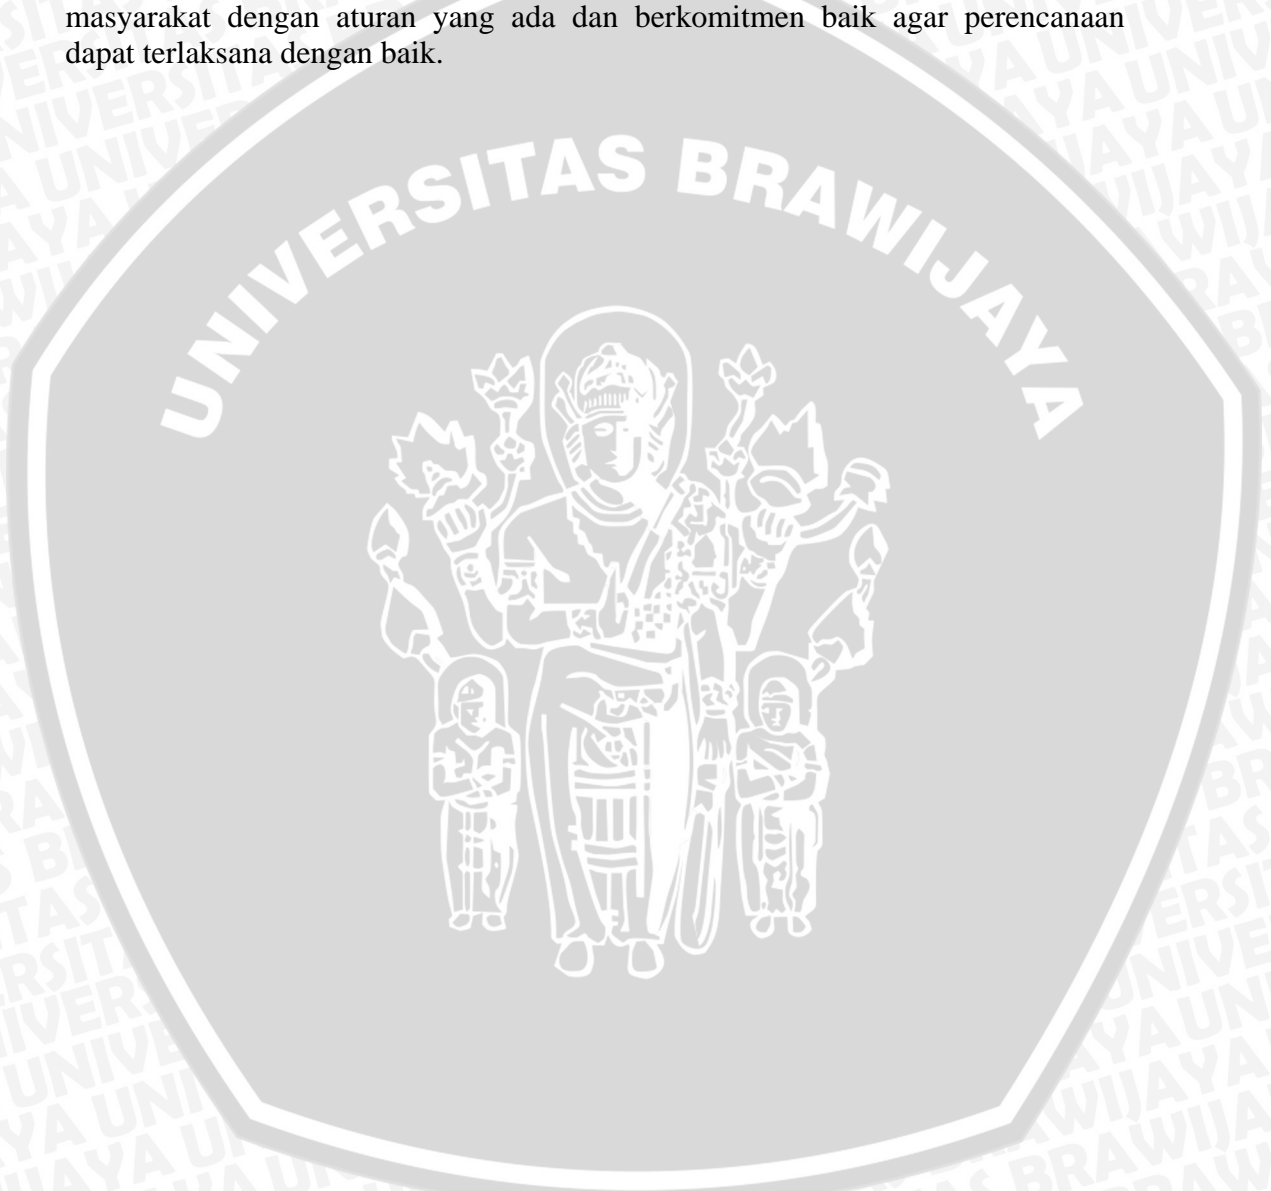 masyarakat dengan aturan yang ada dan berkomitmen baik agar perencanaan
dapat terlaksana dengan baik.
UNIVERSITAS BRAWIJAYA